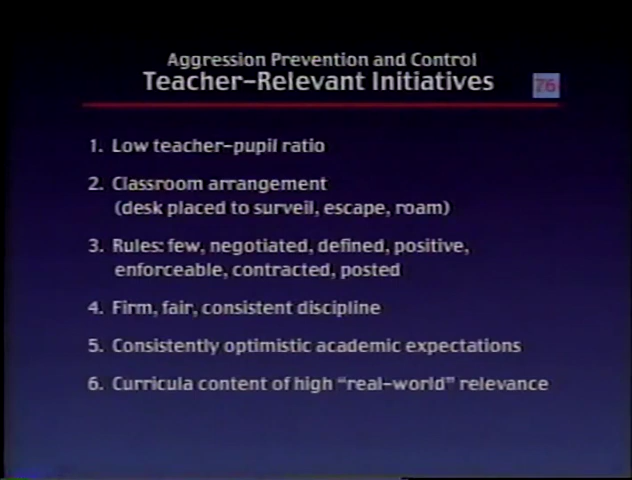 Aggression Prevention and Control
Teacher-Relevant Initiatives
76
1. Low teacher-pupil ratio
2. Classroom arrangement
(desk placed to surveil, escape, roam)
3. Rules: few, negotiated, defined, positive,
enforceable, contracted, posted
4. Firm, fair, consistent discipline
5. Consistently optimistic academic expectations
6. Curricula content of high "real-world" relevance